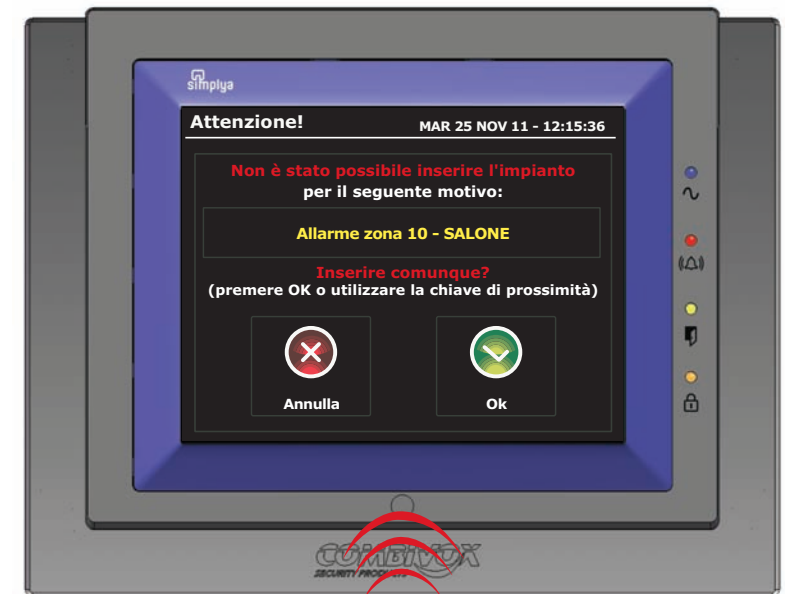 simplya
Attenzione!
MAR 25 NOV 11 - 12:15:36
Non è stato possibile inserire l'impianto
per il seguente motivo:
Allarme zona 10 - SALONE
Inserire comunque?
(premere OK o utilizzare la chiave di prossimità)
Annulla
Ok
COMBIVOX
SECURITY PRODUCTS